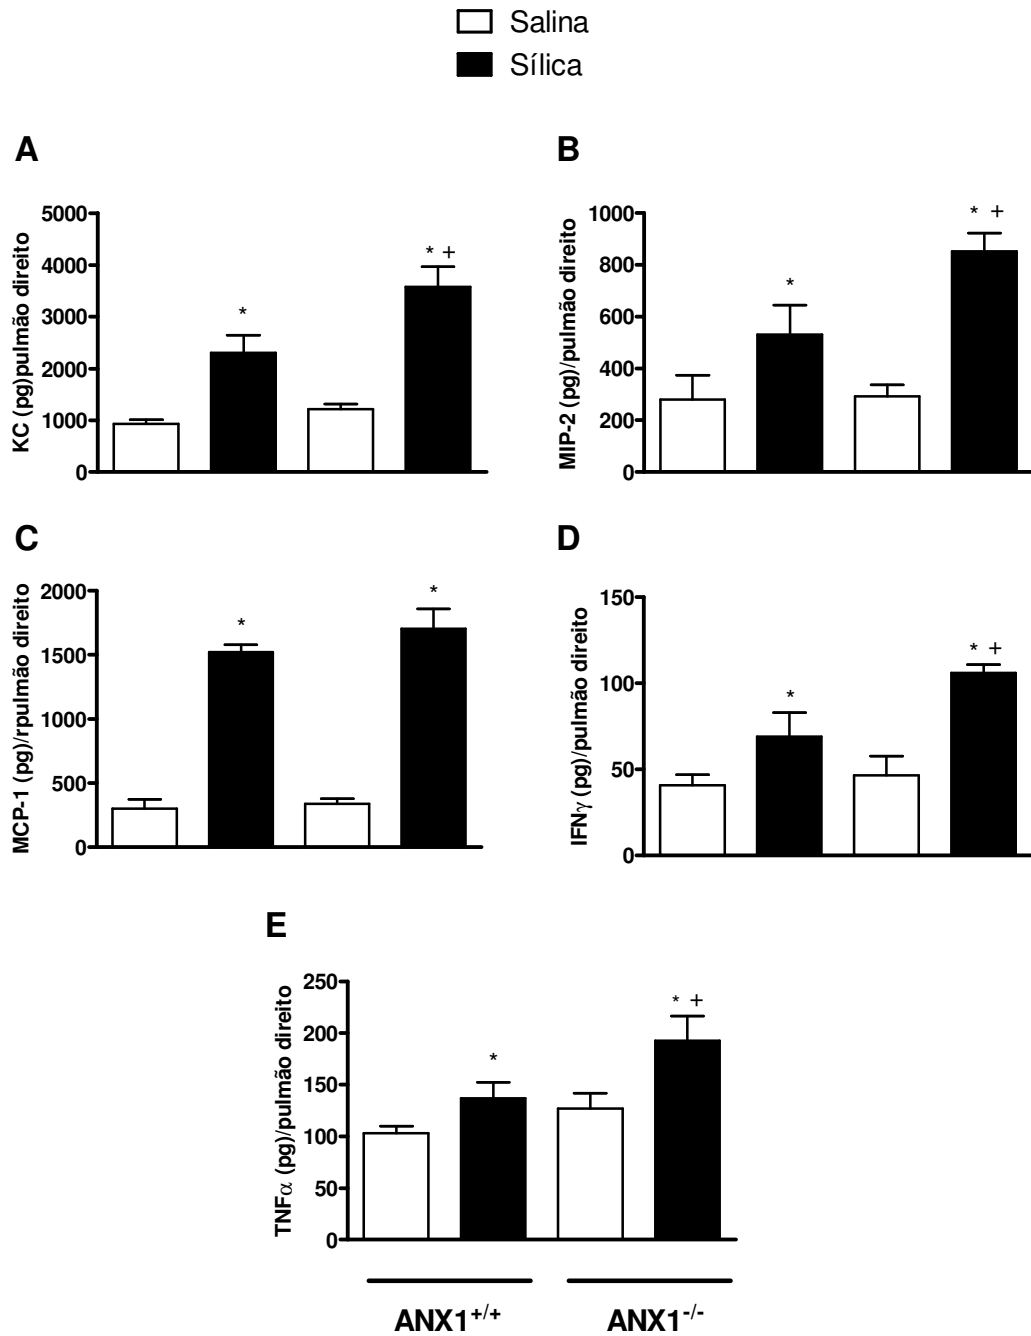 Salina
Sílica
A
KC (pg)pulmão direito
5000
4000
3000
2000
1000
0
*
* +
B
MIP-2 (pg)/pulmão direito
1000
800
600
400
200
0
*
* +
C
MCP-1 (pg)/rpulmão direito
2000
1500
1000
500
0
*
*
D
IFNγ (pg)/pulmão direito
150
100
50
0
*
* +
E
TNFα (pg)/pulmão direito
250
200
150
100
50
0
*
* +
ANX1+/+ ANX1-/-